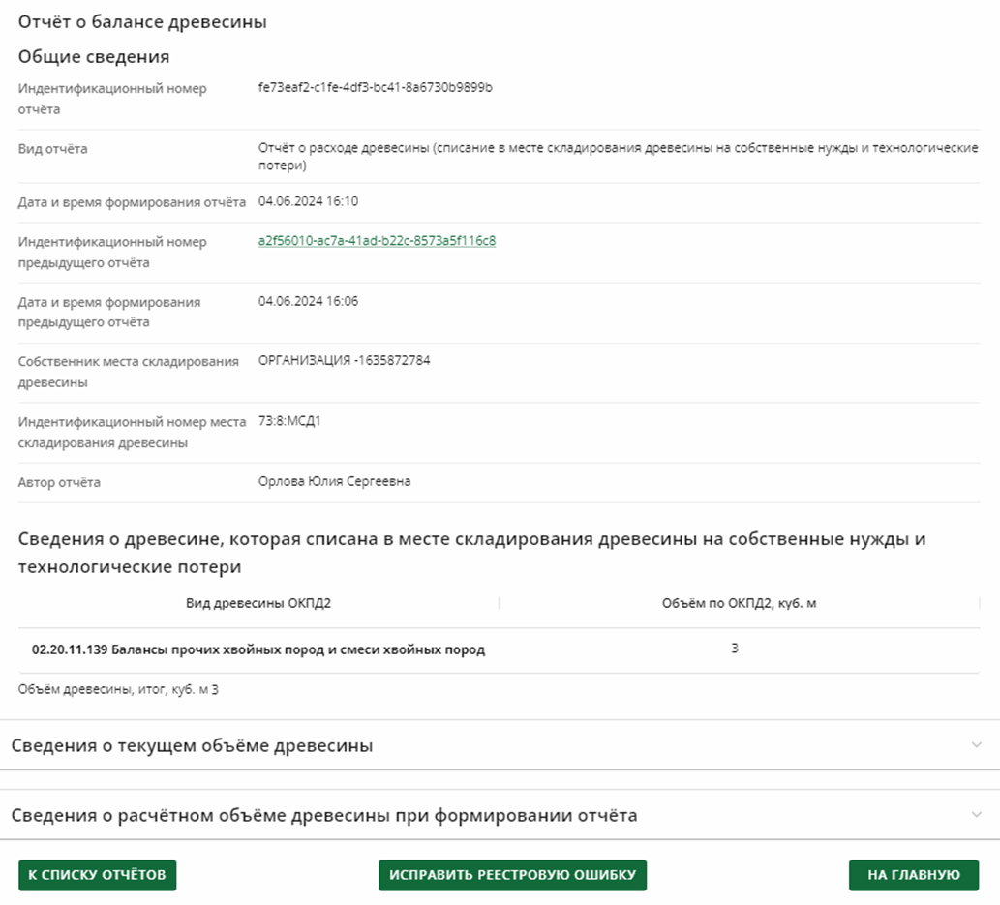 Отчёт о балансе древесины
Общие сведения
Индентификационный номер
отчёта
fe73eaf2-c1fe-4df3-bc41-8a6730b9899b
Вид отчёта
Отчёт о расходе древесины (списание в месте складирования древесины на собственные нужды и технологические
потери)
Дата и время формирования отчёта
04.06.2024 16:10
Индентификационный номер
предыдущего отчёта
a2f56010-ac7a-41ad-b22c-8573a5f116c8
Дата и время формирования
предыдущего отчёта
04.06.2024 16:06
Собственник места складирования
древесины
ОРГАНИЗАЦИЯ -1635872784
Индентификационный номер места
складирования древесины
73:8:МСД1
Автор отчёта
Орлова Юлия Сергеевна
Сведения о древесине, которая списана в месте складирования древесины на собственные нужды и
технологические потери
Вид древесины ОКПД2
Объём по ОКПД2, куб. м
02.20.11.139 Балансы прочих хвойных пород и смеси хвойных пород
3
Объём древесины, итог, куб. м 3
Сведения о текущем объёме древесины
Сведения о расчётном объёме древесины при формировании отчёта
К СПИСКУ ОТЧЁТОВ
ИСПРАВИТЬ РЕЕСТРОВУЮ ОШИБКУ
НА ГЛАВНУЮ